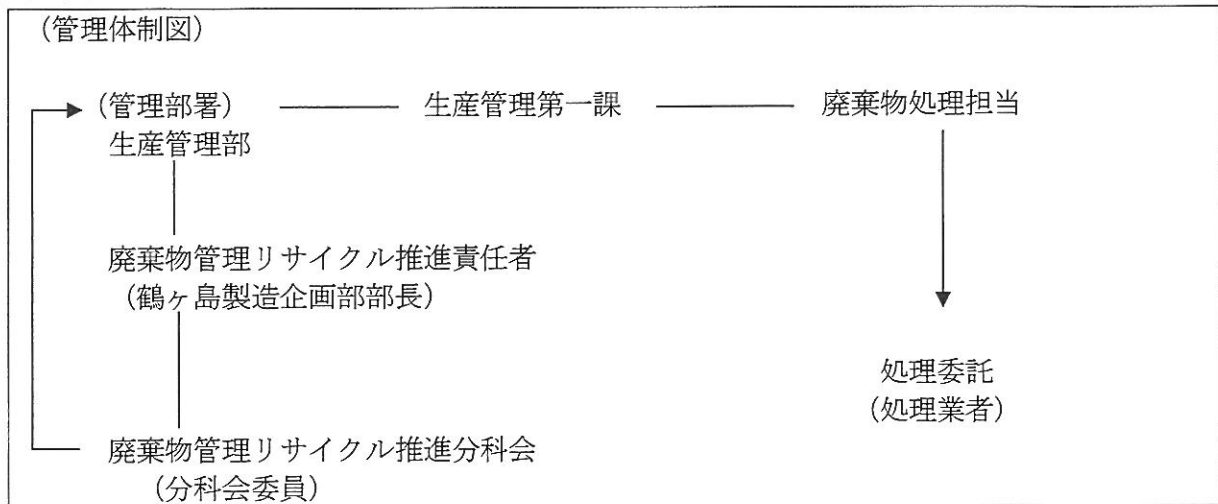 （管理体制図）
（管理部署） 生産管理第一課 廃棄物処理担当
生産管理部
廃棄物管理リサイクル推進責任者
（鶴ヶ島製造企画部部長）
処理委託
（処理業者）
廃棄物管理リサイクル推進分科会
（分科会委員）